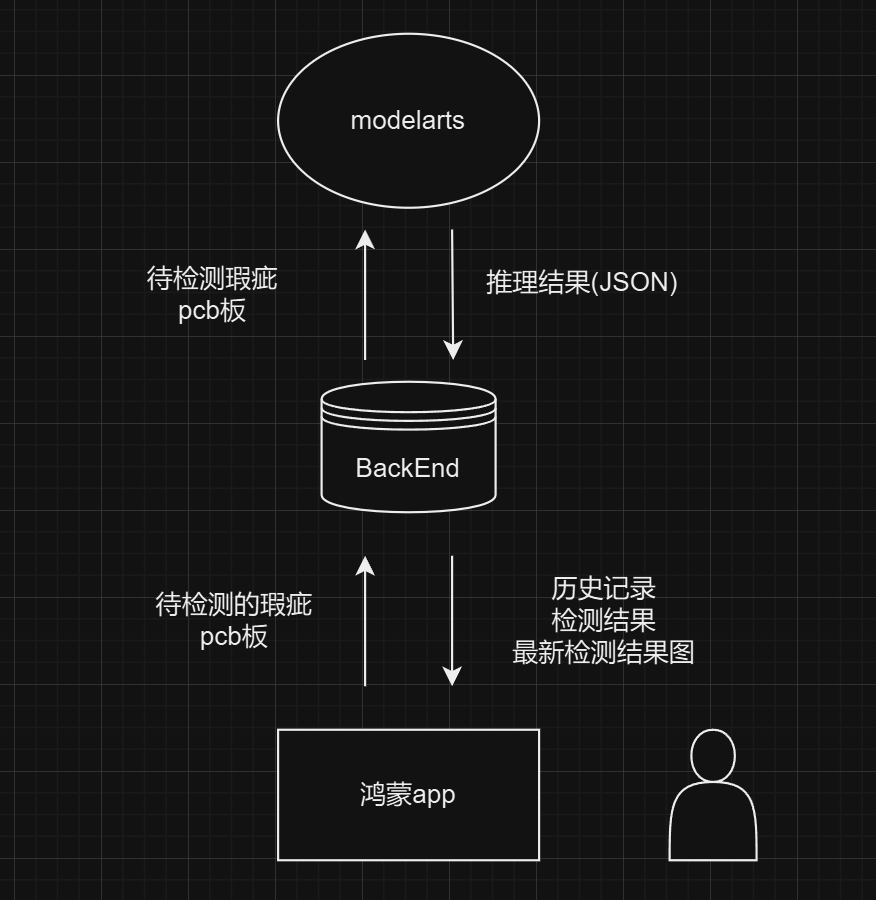 modelarts
待检测瑕疵
pcb板
推理结果(JSON)
BackEnd
待检测的瑕疵
pcb板
历史记录
检测结果
最新检测结果图
鸿蒙app